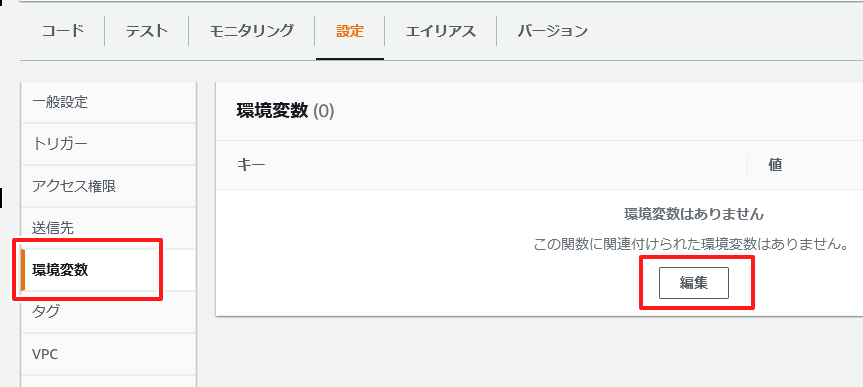 コード テスト モニタリング 設定 エイリアス バージョン
一般設定
トリガー
アクセス権限
送信先
環境変数
タグ
VPC
環境変数 (0)
キー 値
環境変数はありません
この関数に関連付けられた環境変数はありません。
編集